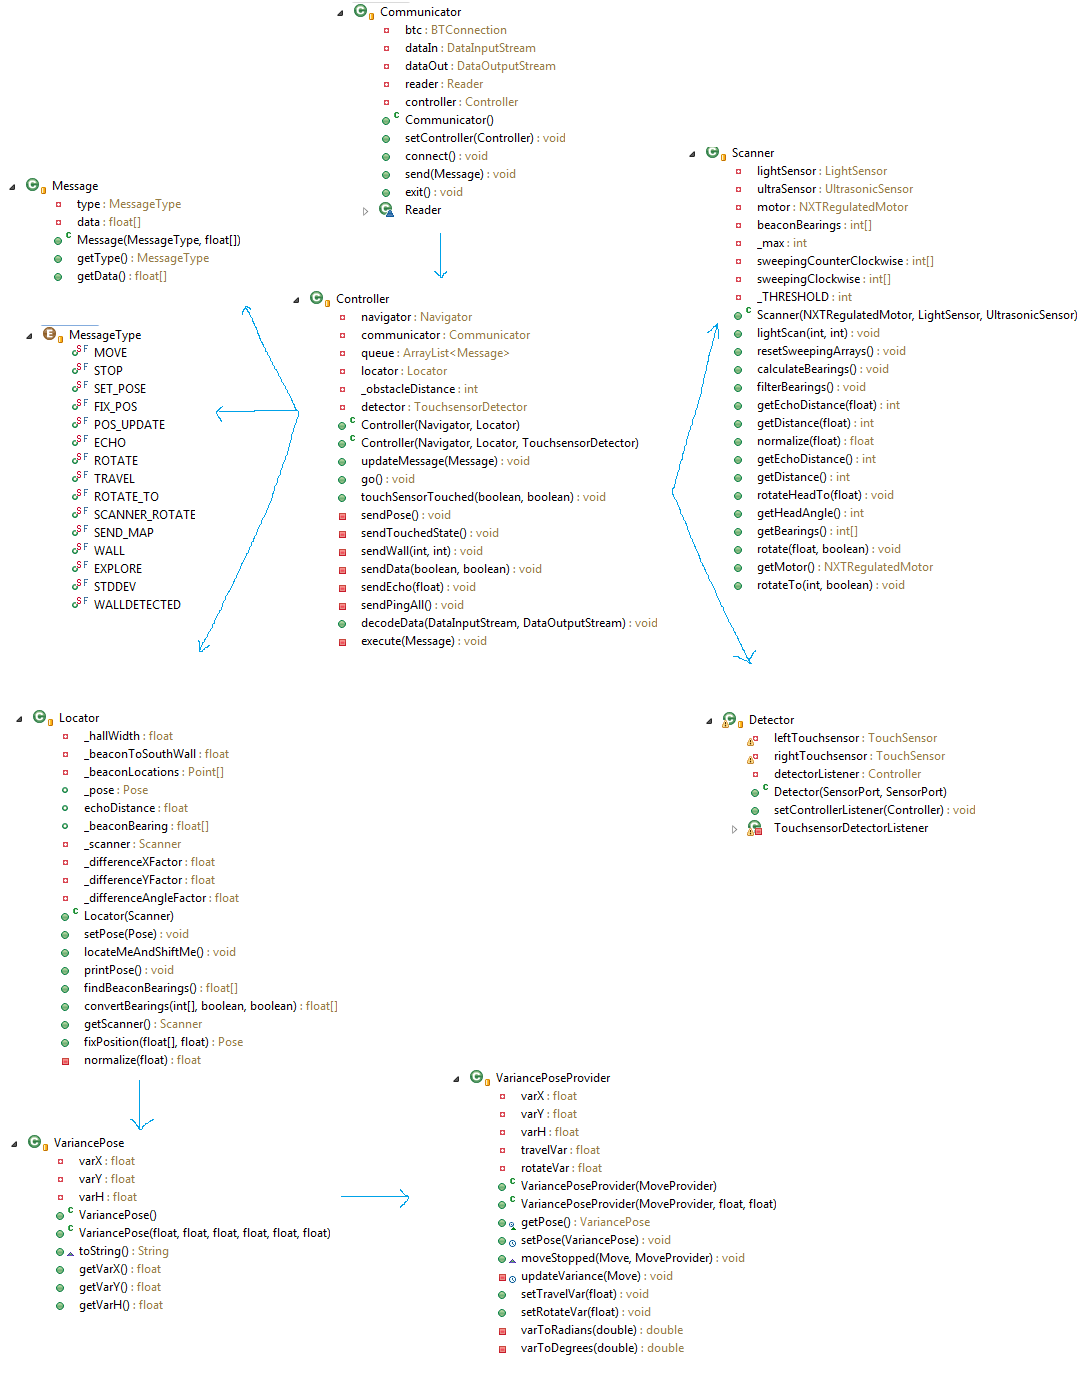 Communicator
btc : BTConnection
dataIn : DataInputStream
dataOut : DataOutputStream
reader : Reader
controller : Controller
Communicator()
setController(Controller) : void
connect() : void
send(Message) : void
exit() : void
Reader
Message
type : MessageType
data : float[]
Message(MessageType, float[])
getType() : MessageType
getData() : float[]
MessageType
MOVE
STOP
SET_POSE
FIX_POS
POS_UPDATE
ECHO
ROTATE
TRAVEL
ROTATE_TO
SCANNER_ROTATE
SEND_MAP
WALL
EXPLORE
STDDEV
WALLDETECTED
Controller
navigator : Navigator
communicator : Communicator
queue : ArrayList<Message>
locator : Locator
_obstacleDistance : int
detector : TouchsensorDetector
Controller(Navigator, Locator)
Controller(Navigator, Locator, TouchsensorDetector)
updateMessage(Message) : void
go() : void
touchSensorTouched(boolean, boolean) : void
sendPose() : void
sendTouchedState() : void
sendWall(int, int) : void
sendData(boolean, boolean) : void
sendEcho(float) : void
sendPingAll() : void
decodeData(DataInputStream, DataOutputStream) : void
execute(Message) : void
Scanner
lightSensor : LightSensor
ultraSensor : UltrasonicSensor
motor : NXTRegulatedMotor
beaconBearings : int[]
_max : int
sweepingCounterClockwise : int[]
sweepingClockwise : int[]
_THRESHOLD : int
Scanner(NXTRegulatedMotor, LightSensor, UltrasonicSensor)
lightScan(int, int) : void
resetSweepingArrays() : void
calculateBearings() : void
filterBearings() : void
getEchoDistance(float) : int
getDistance(float) : int
normalize(float) : float
getEchoDistance() : int
getDistance() : int
rotateHeadTo(float) : void
getHeadAngle() : int
getBearings() : int[]
rotate(float, boolean) : void
getMotor() : NXTRegulatedMotor
rotateTo(int, boolean) : void
Locator
_hallWidth : float
_beaconToSouthWall : float
_beaconLocations : Point[]
_pose : Pose
echoDistance : float
_beaconBearing : float[]
_scanner : Scanner
_differenceXFactor : float
_differenceYFactor : float
_differenceAngleFactor : float
Locator(Scanner)
setPose(Pose) : void
locateMeAndShiftMe() : void
printPose() : void
findBeaconBearings() : float[]
convertBearings(int[], boolean, boolean) : float[]
getScanner() : Scanner
fixPosition(float[], float) : Pose
normalize(float) : float
Detector
leftTouchsensor : TouchSensor
rightTouchsensor : TouchSensor
detectorListener : Controller
Detector(SensorPort, SensorPort)
setControllerListener(Controller) : void
TouchsensorDetectorListener
VariancePose
varX : float
varY : float
varH : float
VariancePose()
VariancePose(float, float, float, float, float, float)
toString() : String
getVarX() : float
getVarY() : float
getVarH() : float
VariancePoseProvider
varX : float
varY : float
varH : float
travelVar : float
rotateVar : float
VariancePoseProvider(MoveProvider)
VariancePoseProvider(MoveProvider, float, float)
getPose() : VariancePose
setPose(VariancePose) : void
moveStopped(Move, MoveProvider) : void
updateVariance(Move) : void
setTravelVar(float) : void
setRotateVar(float) : void
varToRadians(double) : double
varToDegrees(double) : double